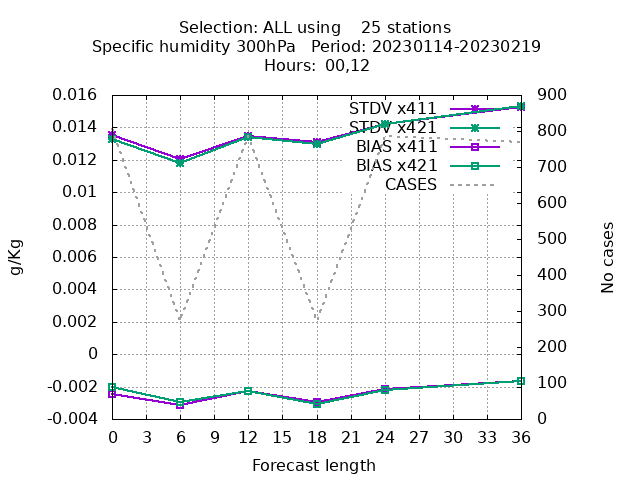 Selection: ALL using    25 stations
Specific humidity 300hPa   Period: 20230114-20230219
Hours: 00,12
STDV x411
STDV x421
BIAS x411
BIAS x421
CASES
0.016
0.014
0.012
0.01
0.008
0.006
0.004
0.002
0
-0.002
-0.004
900
800
700
600
500
400
300
200
100
0
g/Kg
No cases
0 3 6 9 12 15 18 21 24 27 30 33 36
Forecast length